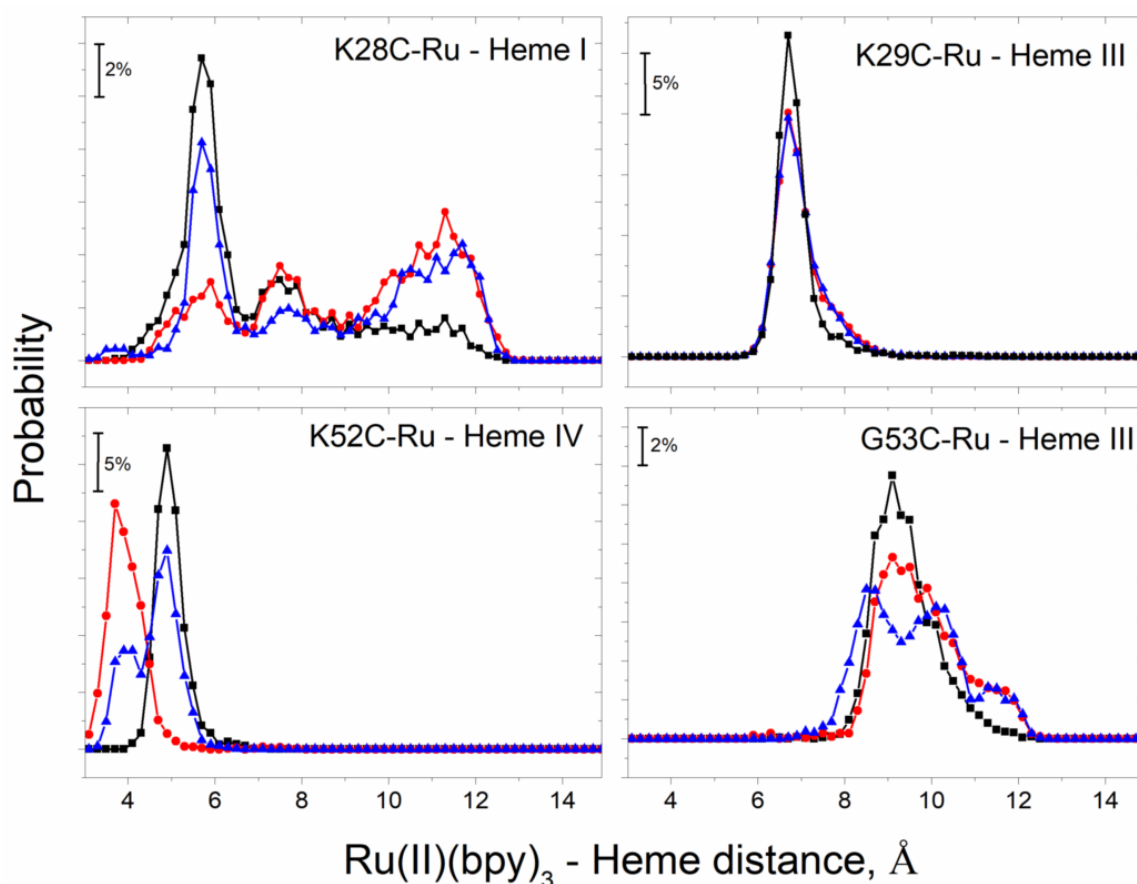 K28C-Ru - Heme I
2%
K29C-Ru - Heme III
5%
K52C-Ru - Heme IV
5%
G53C-Ru - Heme III
2%
Probability
4 6 8 10 12 14
4 6 8 10 12 14
Ru(II)(bpy)₃ - Heme distance, Å